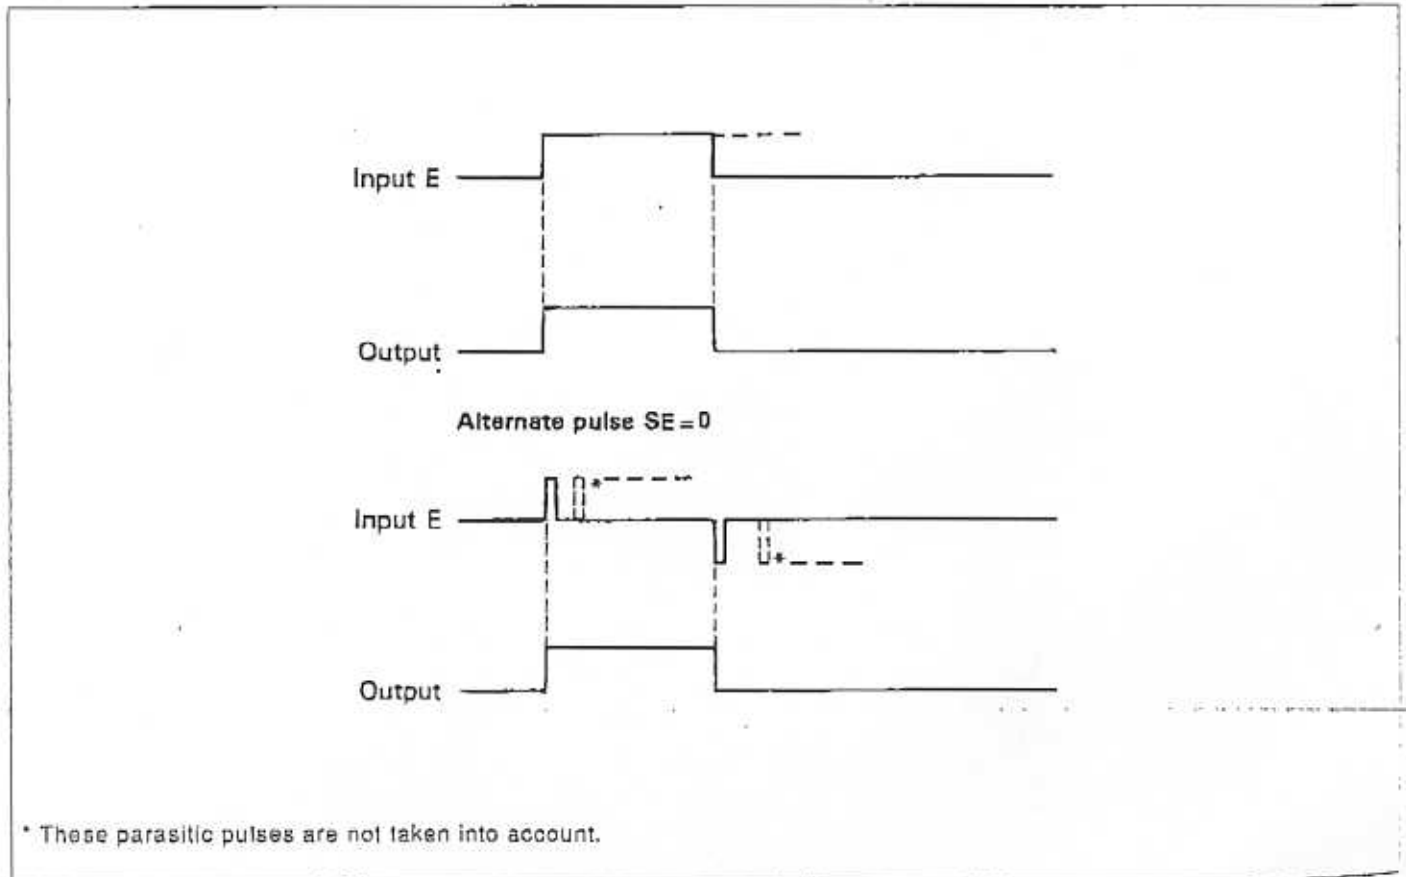 Input E
Output
Alternate pulse SE = 0
*
Input E
*
Output
* These parasitic pulses are not taken into account.